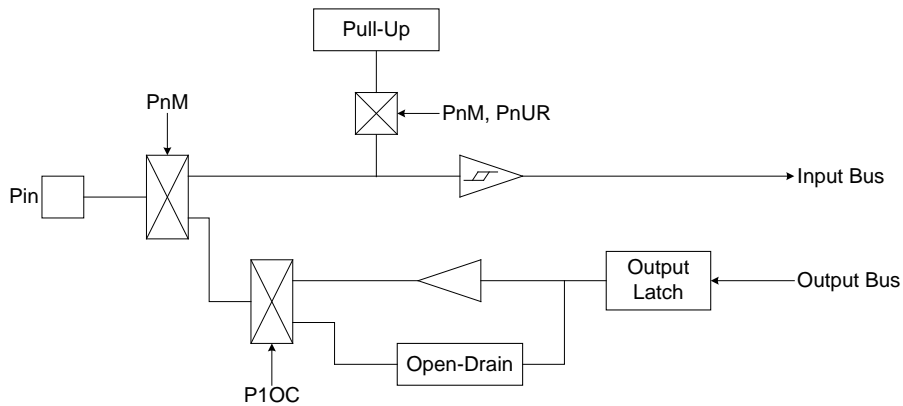 Pull-Up
PnM
PnM, PnUR
Pin
Input Bus
Output
Latch
Output Bus
Open-Drain
P1OC